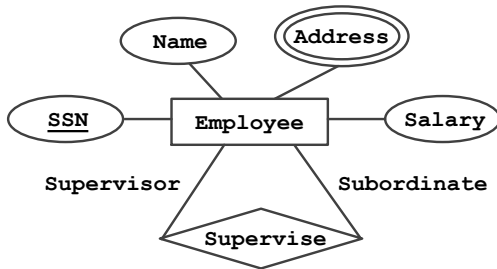 Name
Address
SSN
Employee
Salary
Supervisor
Subordinate
Supervise